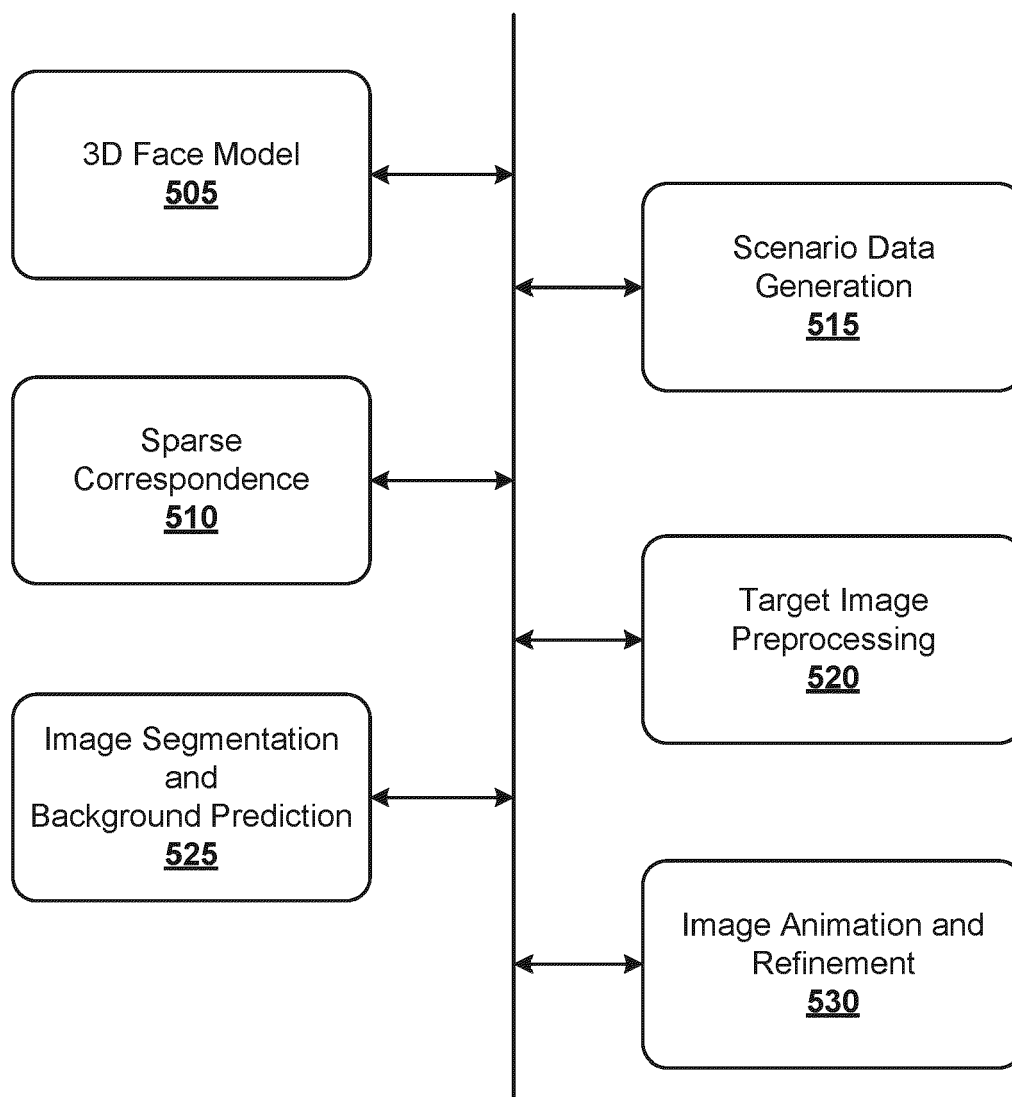 3D Face Model
505
Scenario Data
Generation
515
Sparse
Correspondence
510
Target Image
Preprocessing
520
Image Segmentation
and
Background Prediction
525
Image Animation and
Refinement
530